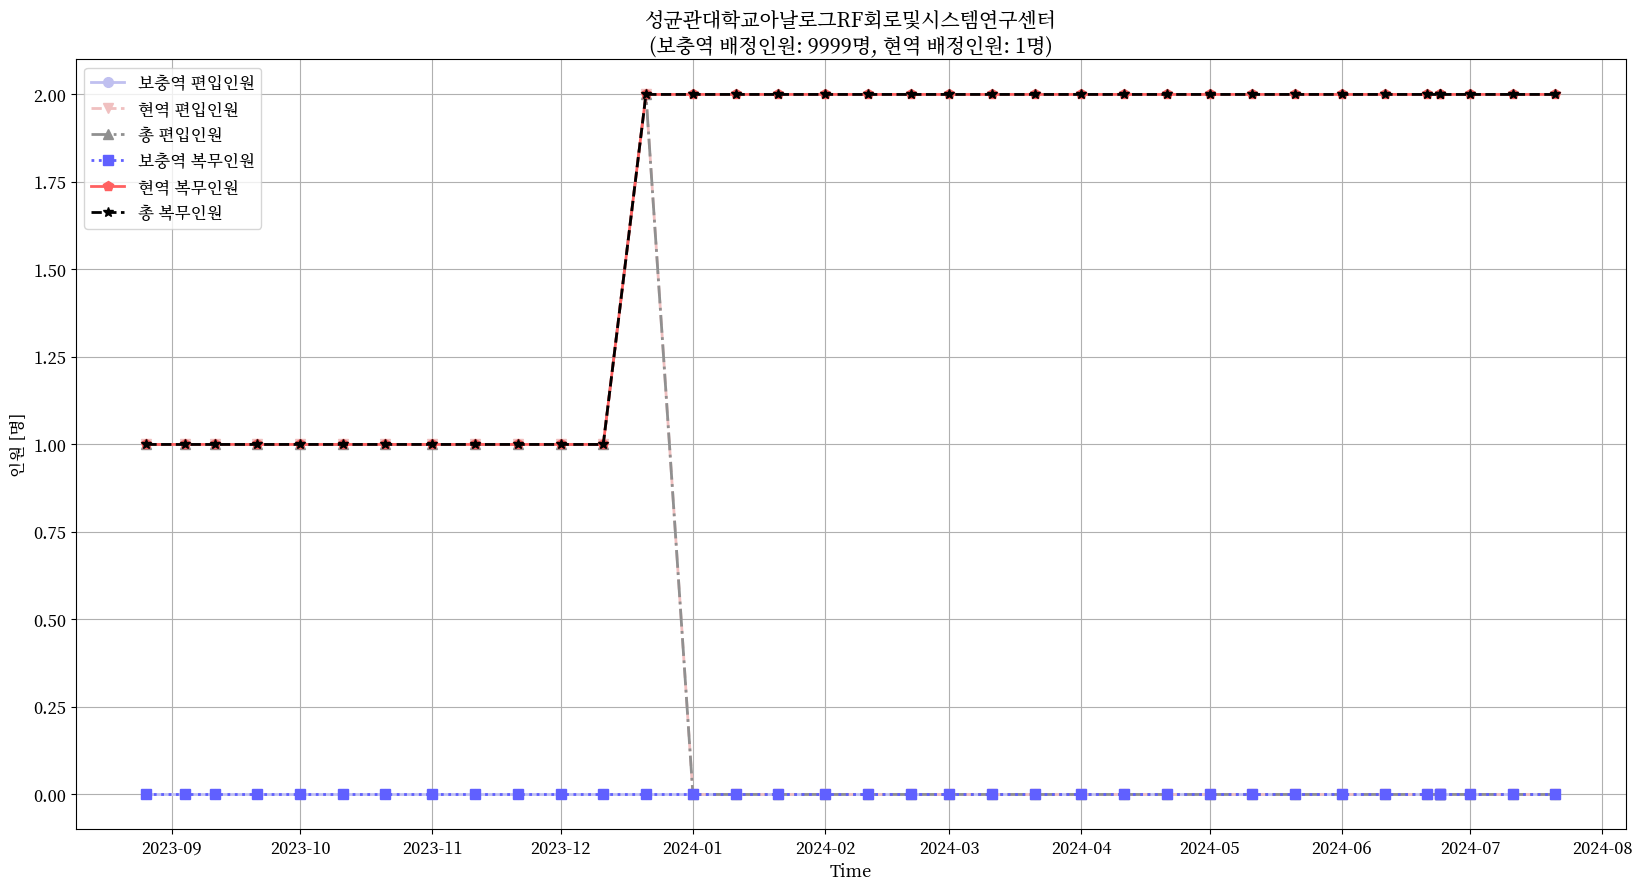 성균관대학교아날로그RF회로및시스템연구센터
(보충역 배정인원: 9999명, 현역 배정인원: 1명)
보충역 편입인원
현역 편입인원
총 편입인원
보충역 복무인원
현역 복무인원
총 복무인원
2.00
1.75
1.50
1.25
1.00
0.75
0.50
0.25
0.00
인원 [명]
2023-09 2023-10 2023-11 2023-12 2024-01 2024-02 2024-03 2024-04 2024-05 2024-06 2024-07 2024-08
Time